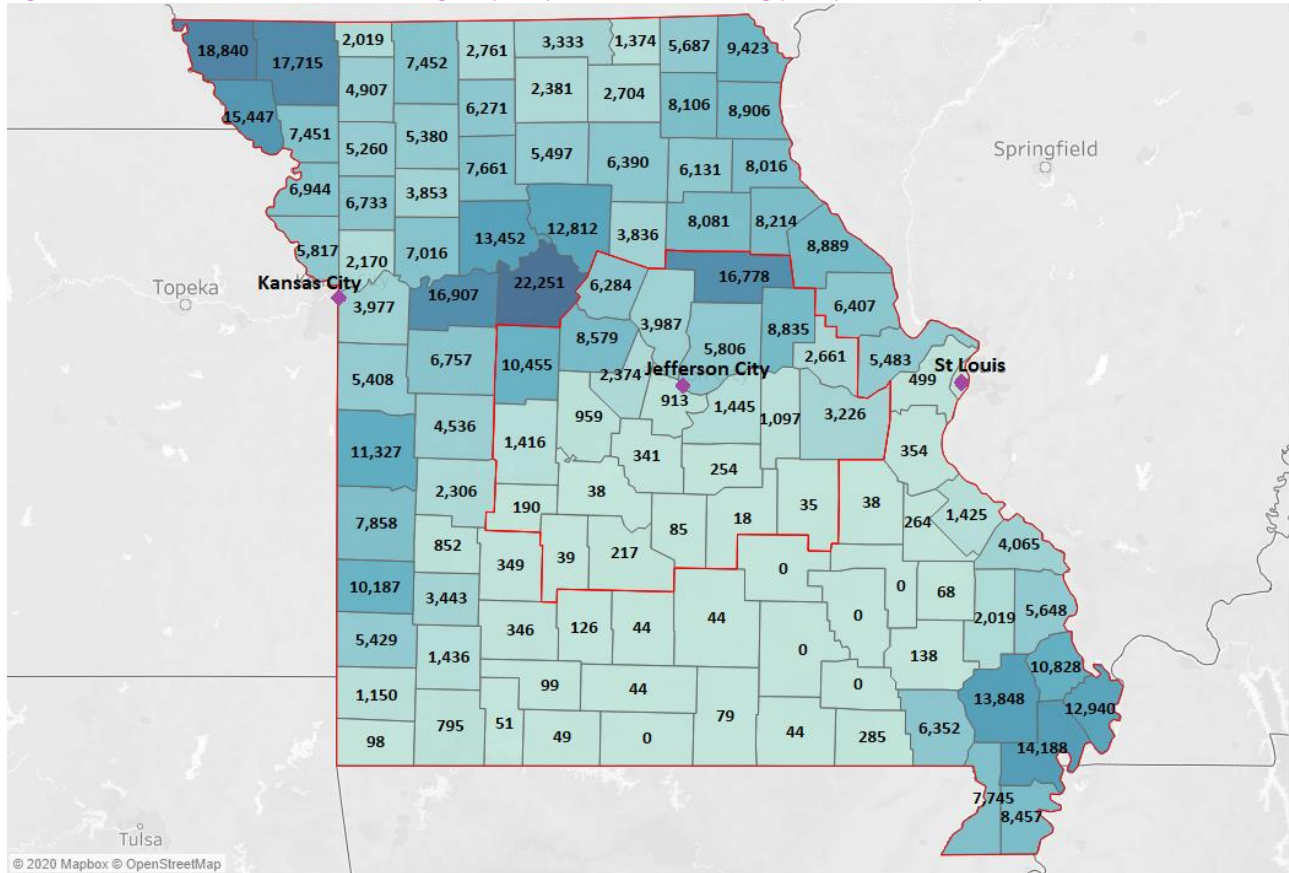 18,840 17,715 2,019 7,452 2,761 3,333 1,374 5,687 9,423
4,907 6,271 2,381 2,704 8,106 8,906
15,447 7,451 5,260 5,380 7,661 5,497 6,390 6,131 8,016
Springfield
6,944 6,733 3,853
5,817 2,170 7,016 13,452 12,812 3,836 8,081 8,214 8,889
Topeka
Kansas City
3,977 16,907 22,251 6,284 16,778 6,407
3,987 8,835
5,408 6,757 10,455 8,579 2,374 5,806 2,661 5,483
Jefferson City
St Louis
499
913 1,445 1,097 3,226
11,327 4,536 1,416 959 341 254 354
2,306 190 38 85 18 35 38 264 1,425
7,858 852 349 39 217 4,065
0 0 68
10,187 3,443 346 126 44 44 0 2,019 5,648
5,429 1,436 0 138 10,828
1,150 99 44 0 13,848 12,940
98 795 51 49 0 79 44 285 6,352 14,188
7,745
8,457
Tulsa
© 2020 Mapbox © OpenStreetMap